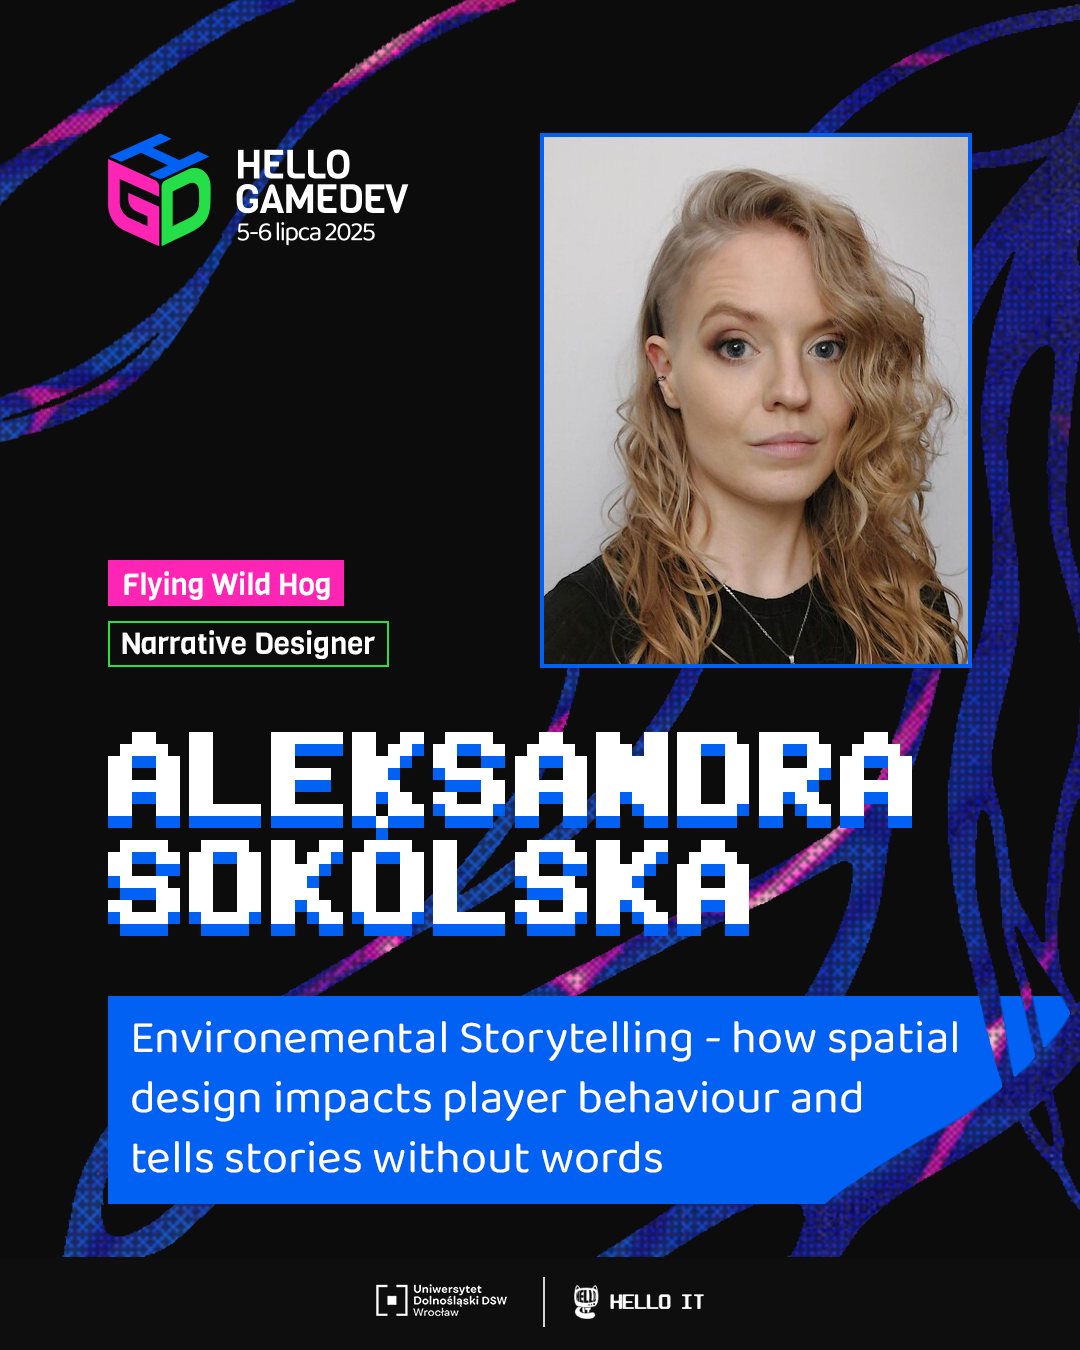 HELLO
GAMEDEV
5-6 lipca 2025
Flying Wild Hog
Narrative Designer
ALEKSANDRA
SOKÓLSKA
Environemental Storytelling - how spatial
design impacts player behaviour and
tells stories without words
Uniwersytet
Dolnośląski DSW
Wrocław
HELLO IT